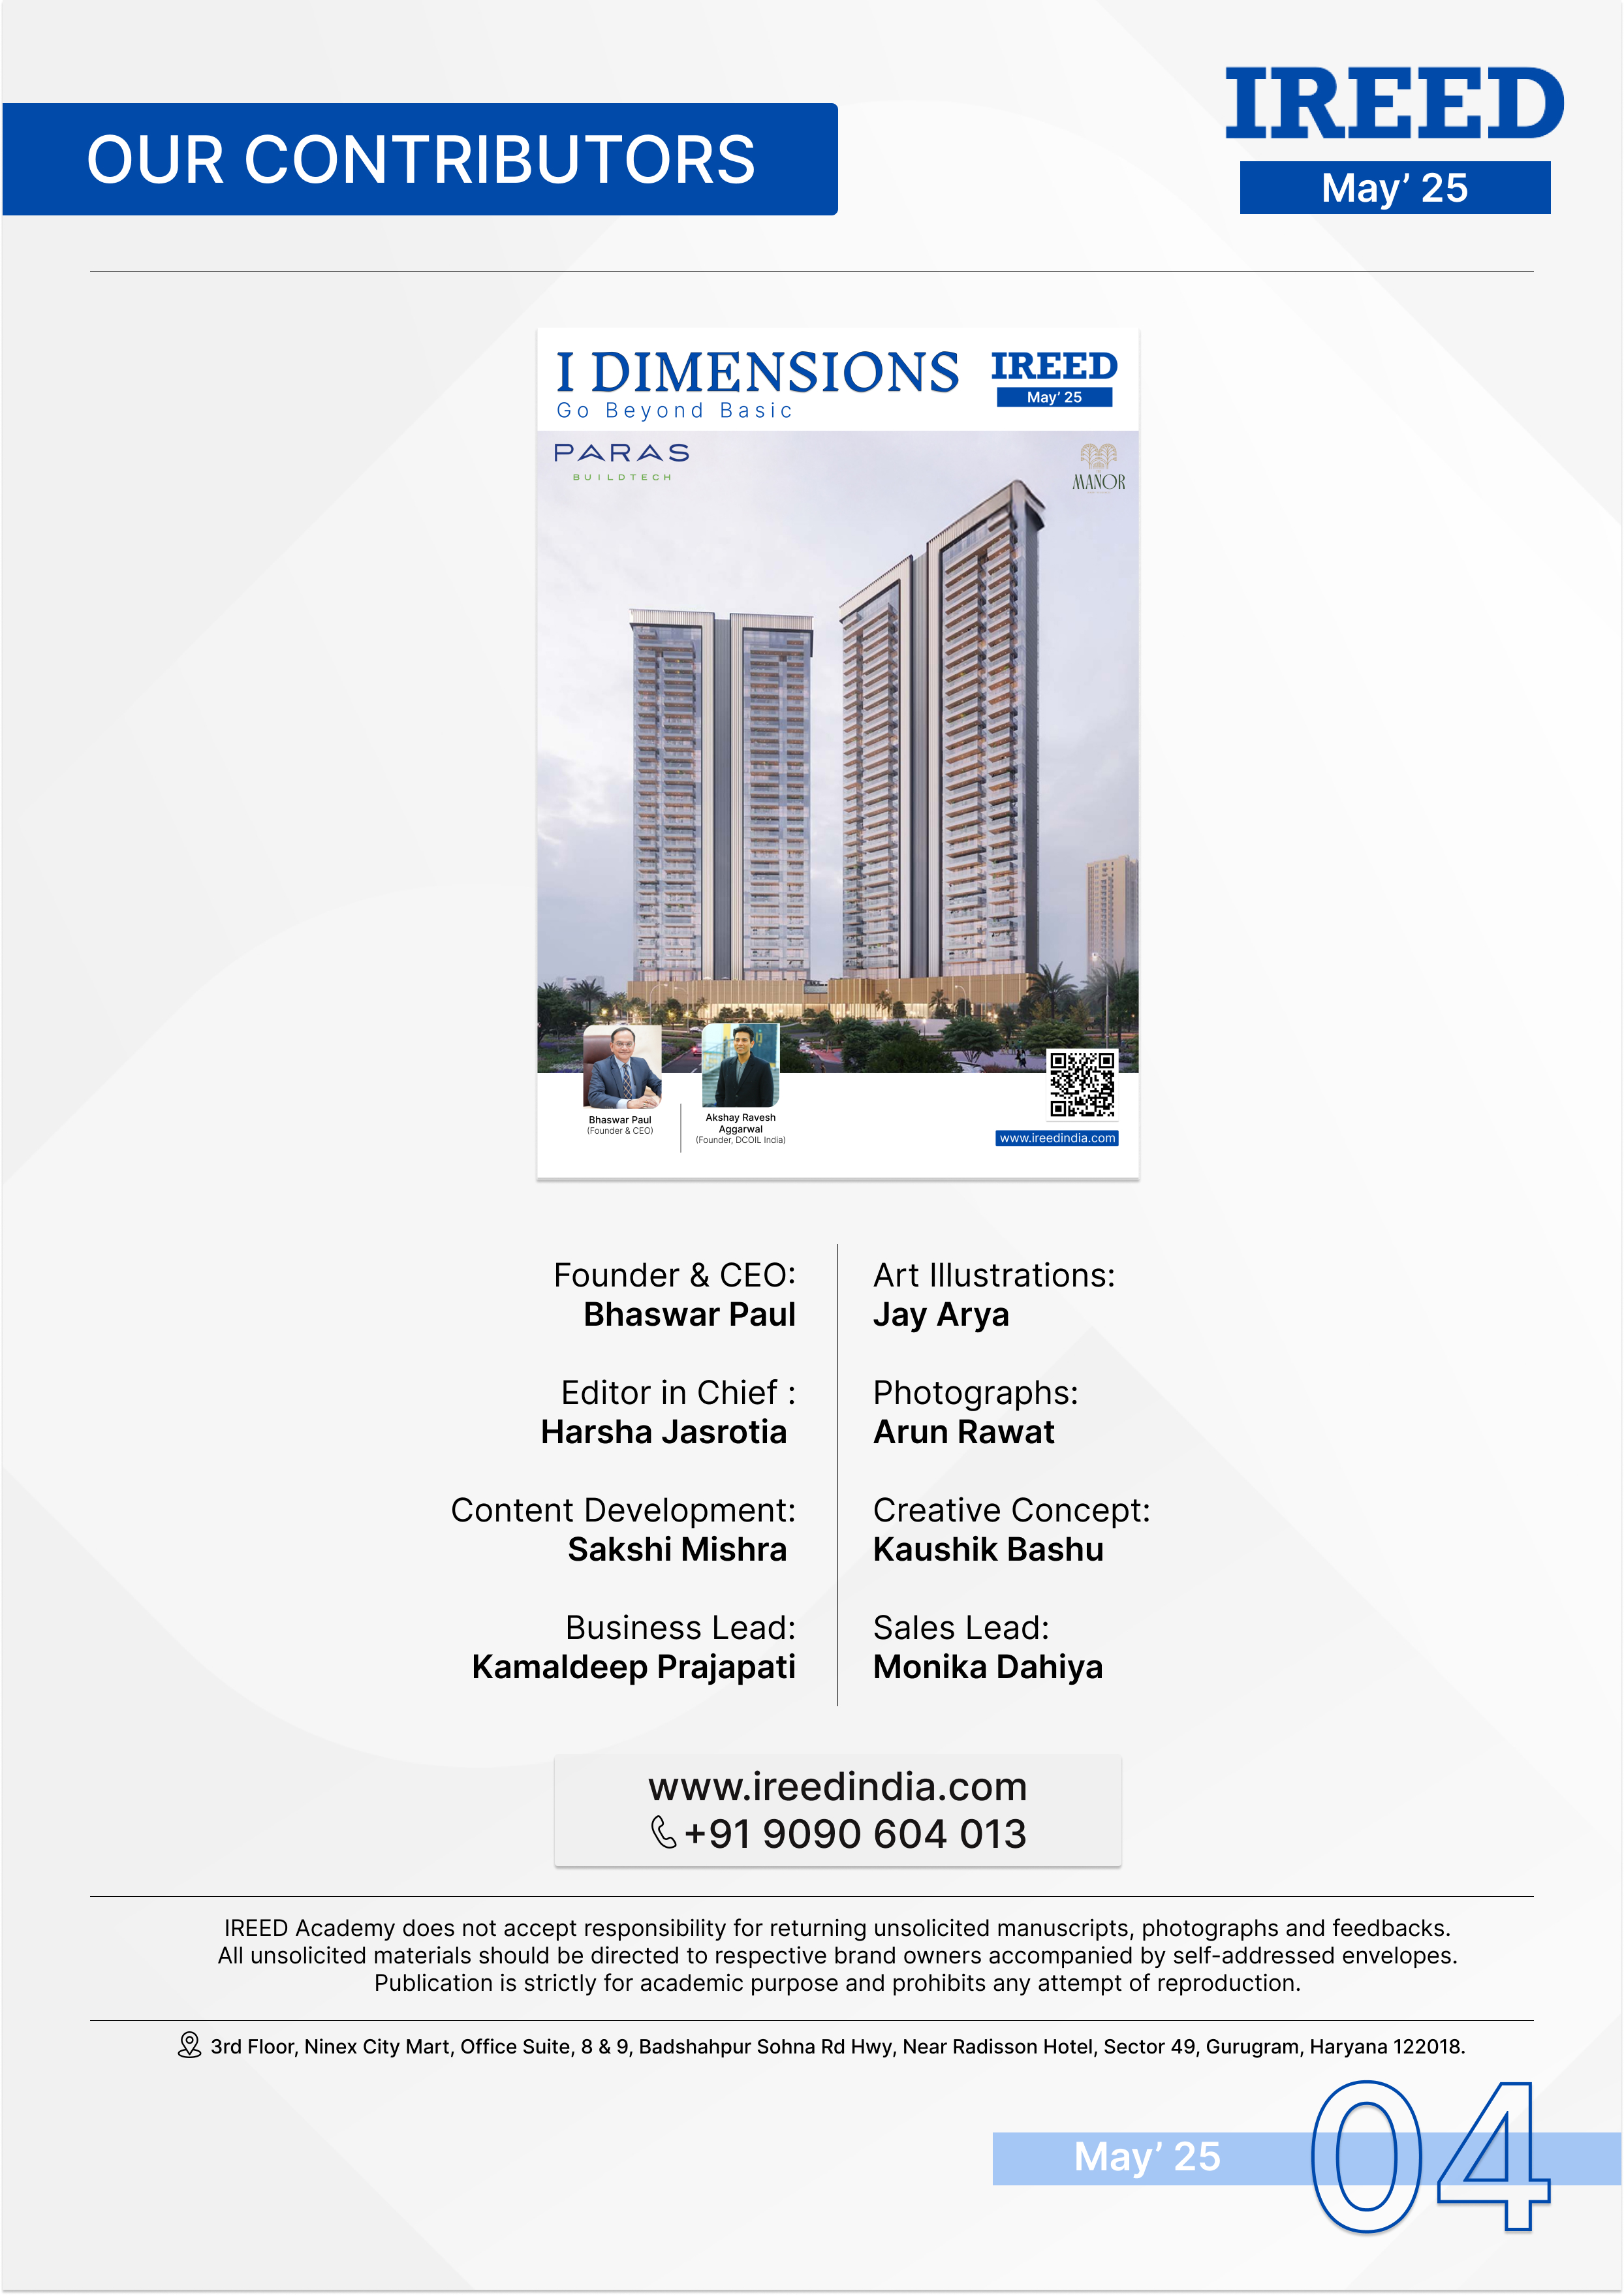 OUR CONTRIBUTORS
IREED
May’ 25
I DIMENSIONS
Go Beyond Basic
IREED
May’ 25
PARAS
BUILDTECH
MANOR
Bhaswar Paul
(Founder & CEO)
Akshay Ravesh
Aggarwal
(Founder, DCOIL India)
www.ireedindia.com
Founder & CEO:
Bhaswar Paul
Editor in Chief :
Harsha Jasrotia
Content Development:
Sakshi Mishra
Business Lead:
Kamaldeep Prajapati
Art Illustrations:
Jay Arya
Photographs:
Arun Rawat
Creative Concept:
Kaushik Bashu
Sales Lead:
Monika Dahiya
www.ireedindia.com
+91 9090 604 013
IREED Academy does not accept responsibility for returning unsolicited manuscripts, photographs and feedbacks.
All unsolicited materials should be directed to respective brand owners accompanied by self-addressed envelopes.
Publication is strictly for academic purpose and prohibits any attempt of reproduction.
3rd Floor, Ninex City Mart, Office Suite, 8 & 9, Badshahpur Sohna Rd Hwy, Near Radisson Hotel, Sector 49, Gurugram, Haryana 122018.
May’ 25
04